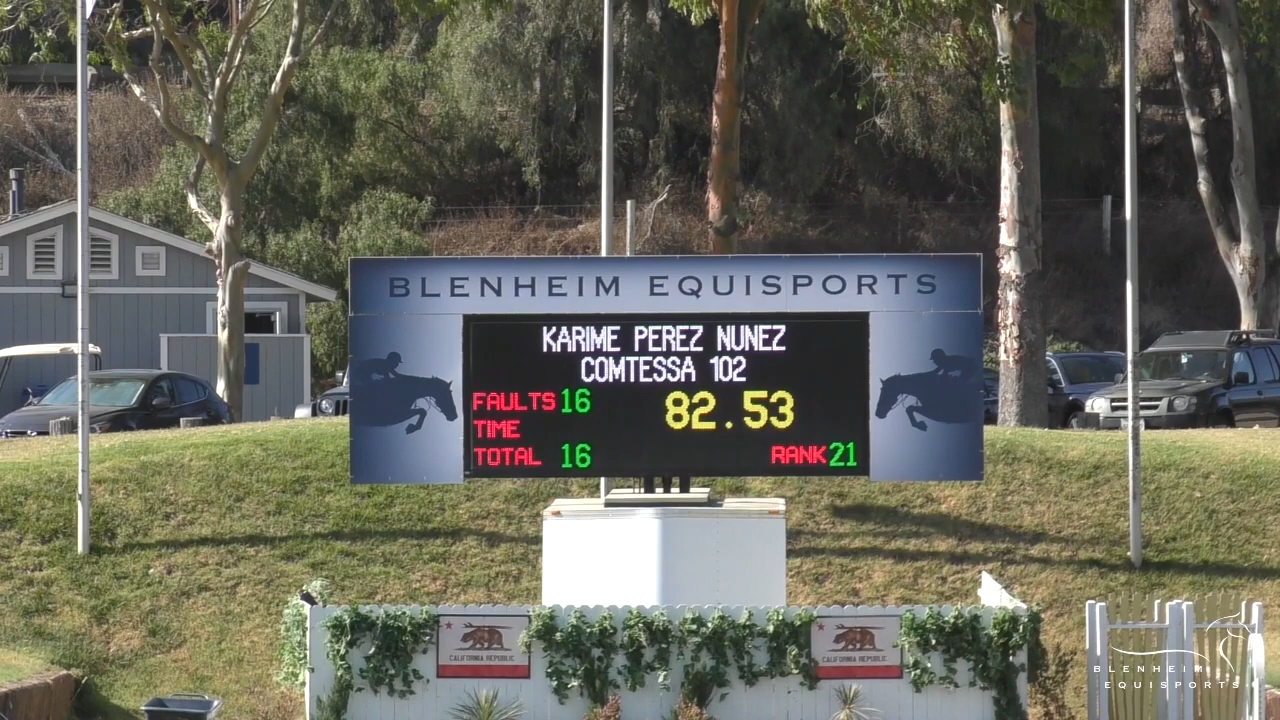 BLENHEIM EQUISPORTS
KARIME PEREZ NUNEZ
COMTESSA 102
FAULTS 16
82.53
TIME
TOTAL 16
RANK 21
CALIFORNIA REPUBLIC
CALIFORNIA REPUBLIC
BLENHEIM
EQUISPORTS